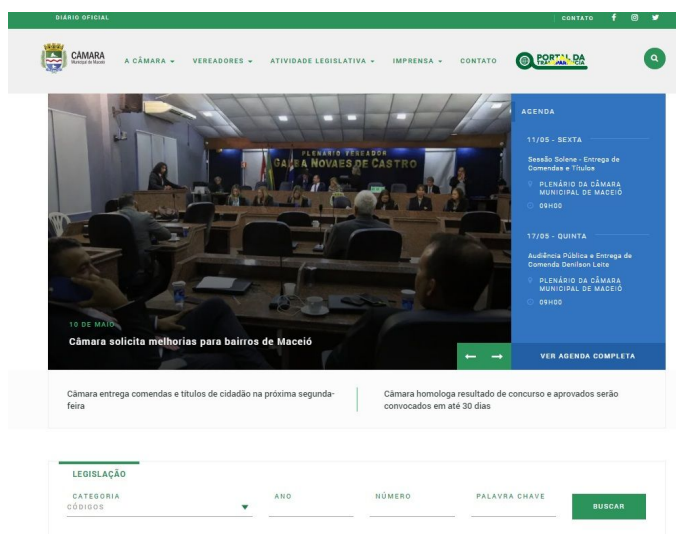 DIÁRIO OFICIAL
CONTATO
CÂMARA
Municipal de Maceió
A CÂMARA
VEREADORES
ATIVIDADE LEGISLATIVA
IMPRENSA
CONTATO
PORTAL DA
TRANSPARÊNCIA
PLENÁRIO VEREADOR
GALBA NOVAES DE CASTRO
10 DE MAIO
Câmara solicita melhorias para bairros de Maceió
AGENDA
11/05 - SEXTA
Sessão Solene - Entrega de
Comendas e Títulos
PLENÁRIO DA CÂMARA
MUNICIPAL DE MACEIÓ
09H00
17/05 - QUINTA
Audiência Pública e Entrega de
Comenda Denilson Leite
PLENÁRIO DA CÂMARA
MUNICIPAL DE MACEIÓ
09H00
VER AGENDA COMPLETA
Câmara entrega comendas e títulos de cidadão na próxima segunda-
feira
Câmara homologa resultado de concurso e aprovados serão
convocados em até 30 dias
LEGISLAÇÃO
CATEGORIA
CÓDIGOS
ANO
NÚMERO
PALAVRA CHAVE
BUSCAR